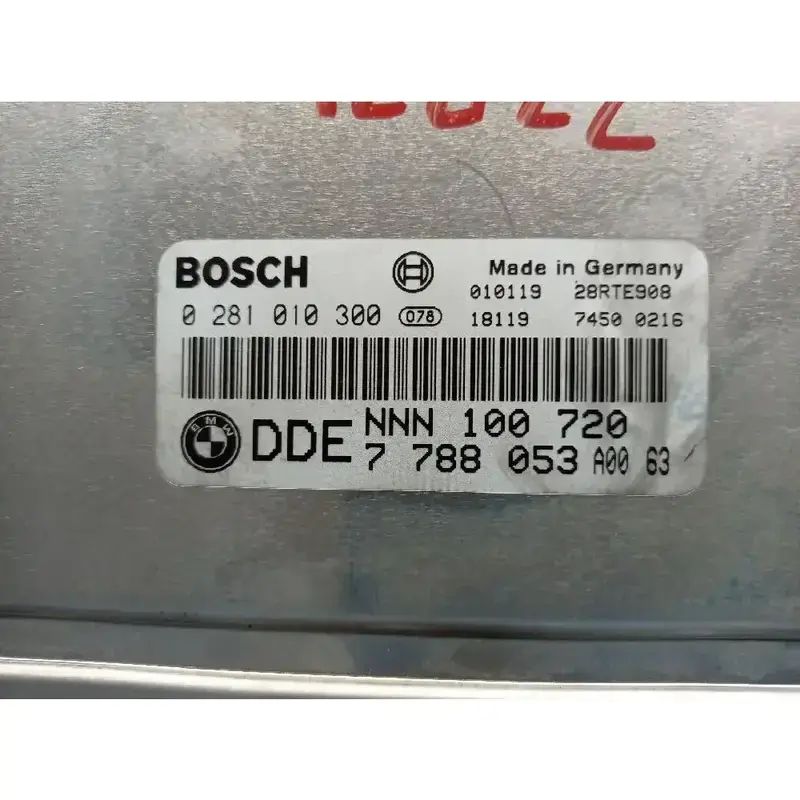 BOSCH
Made in Germany
010119 28RTE908
0 281 010 300 078 18119 7450 0216
BMW
DDE NNN 100 720
7 788 053 A00 63